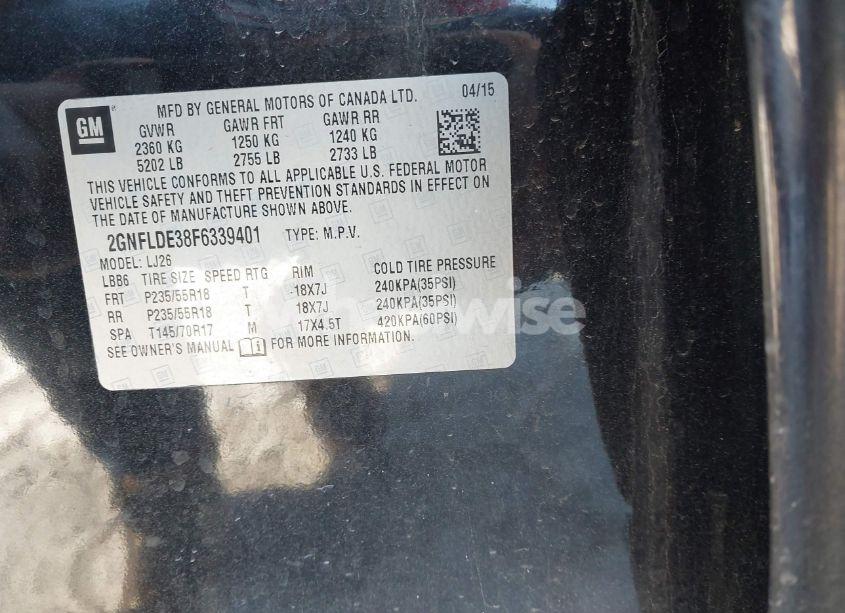 GM
MFD BY GENERAL MOTORS OF CANADA LTD. 04/15
GVWR GAWR FRT GAWR RR
2360 KG 1250 KG 1240 KG
5202 LB 2755 LB 2733 LB
THIS VEHICLE CONFORMS TO ALL APPLICABLE U.S. FEDERAL MOTOR
VEHICLE SAFETY AND THEFT PREVENTION STANDARDS IN EFFECT ON
THE DATE OF MANUFACTURE SHOWN ABOVE.
2GNFLDE38F6339401 TYPE: M.P.V.
MODEL: LJ26
LBB6 TIRE SIZE SPEED RTG RIM COLD TIRE PRESSURE
FRT P235/55R18 T 18X7J 240KPA(35PSI)
RR P235/55R18 T 18X7J 240KPA(35PSI)
SPA T145/70R17 M 17X4.5T 420KPA(60PSI)
SEE OWNER'S MANUAL FOR MORE INFORMATION.